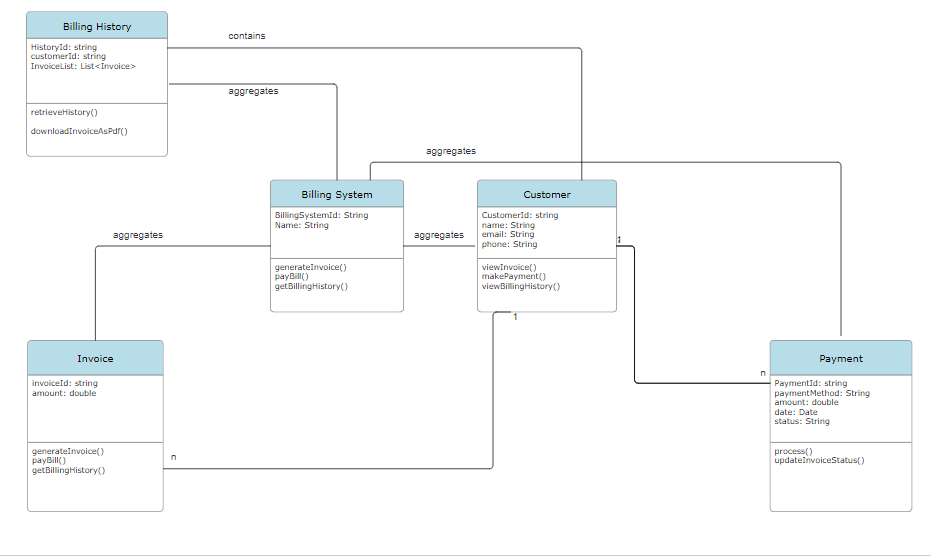 Billing History
HistoryId: string
customerId: string
InvoiceList: List<Invoice>
retrieveHistory()
downloadInvoiceAsPdf()
contains
aggregates
aggregates
Billing System
BillingSystemId: String
Name: String
generateInvoice()
payBill()
getBillingHistory()
aggregates
aggregates
Customer
CustomerId: string
name: String
email: String
phone: String
viewInvoice()
makePayment()
viewBillingHistory()
1
1
n
n
Invoice
invoiceId: string
amount: double
generateInvoice()
payBill()
getBillingHistory()
Payment
PaymentId: string
paymentMethod: String
amount: double
date: Date
status: String
process()
updateInvoiceStatus()